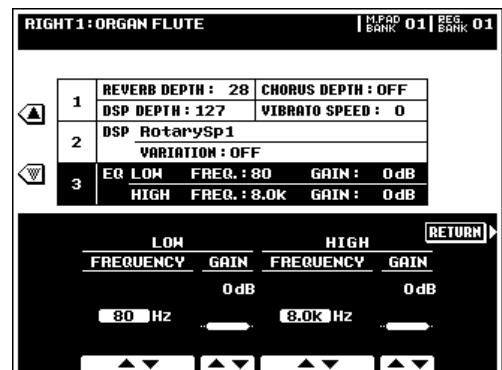 RIGHT1:ORGAN FLUTE M.PAD BANK 01 REG. BANK 01
1 REVERB DEPTH: 28 CHORUS DEPTH:OFF
DSP DEPTH:127 VIBRATO SPEED: 0
2 DSP RotarySp1
VARIATION:OFF
3 EQ LOW FREQ.:80 GAIN: 0dB
HIGH FREQ.:8.0k GAIN: 0dB
RETURN
LOW HIGH
FREQUENCY GAIN FREQUENCY GAIN
0dB 0dB
80 Hz 8.0k Hz